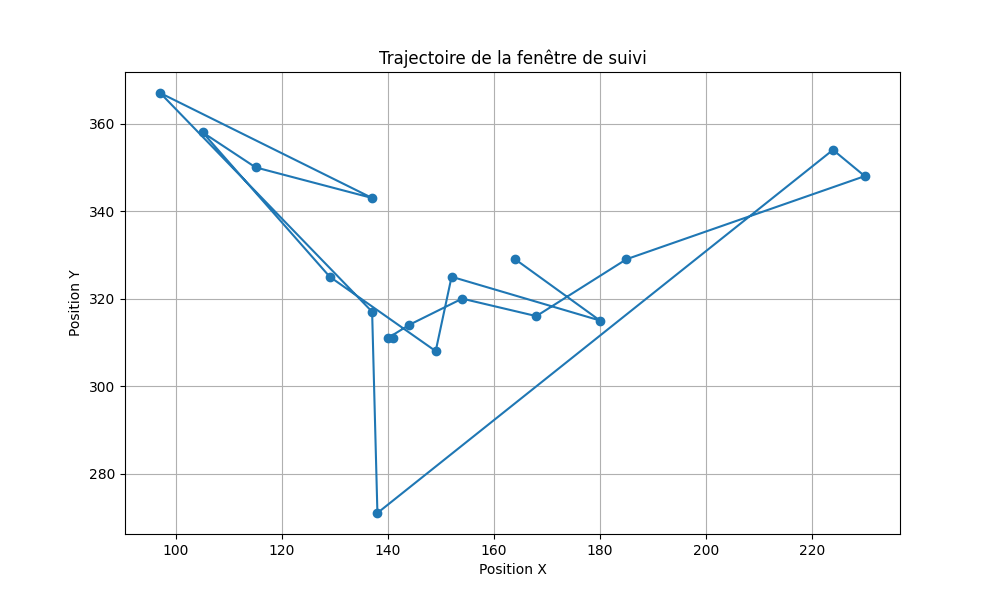 Trajectoire de la fenêtre de suivi
Position Y
360
340
320
300
280
100 120 140 160 180 200 220
Position X